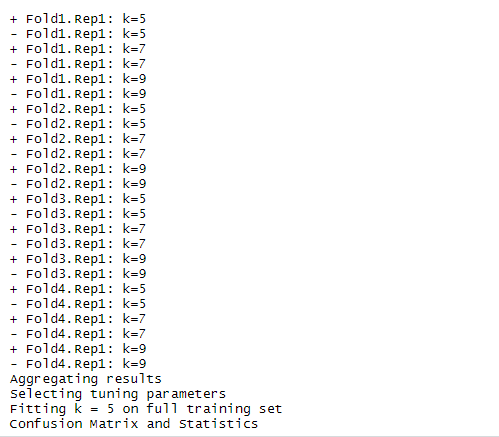 + Fold1.Rep1: k=5
- Fold1.Rep1: k=5
+ Fold1.Rep1: k=7
- Fold1.Rep1: k=7
+ Fold1.Rep1: k=9
- Fold1.Rep1: k=9
+ Fold2.Rep1: k=5
- Fold2.Rep1: k=5
+ Fold2.Rep1: k=7
- Fold2.Rep1: k=7
+ Fold2.Rep1: k=9
- Fold2.Rep1: k=9
+ Fold3.Rep1: k=5
- Fold3.Rep1: k=5
+ Fold3.Rep1: k=7
- Fold3.Rep1: k=7
+ Fold3.Rep1: k=9
- Fold3.Rep1: k=9
+ Fold4.Rep1: k=5
- Fold4.Rep1: k=5
+ Fold4.Rep1: k=7
- Fold4.Rep1: k=7
+ Fold4.Rep1: k=9
- Fold4.Rep1: k=9
Aggregating results
Selecting tuning parameters
Fitting k = 5 on full training set
Confusion Matrix and Statistics